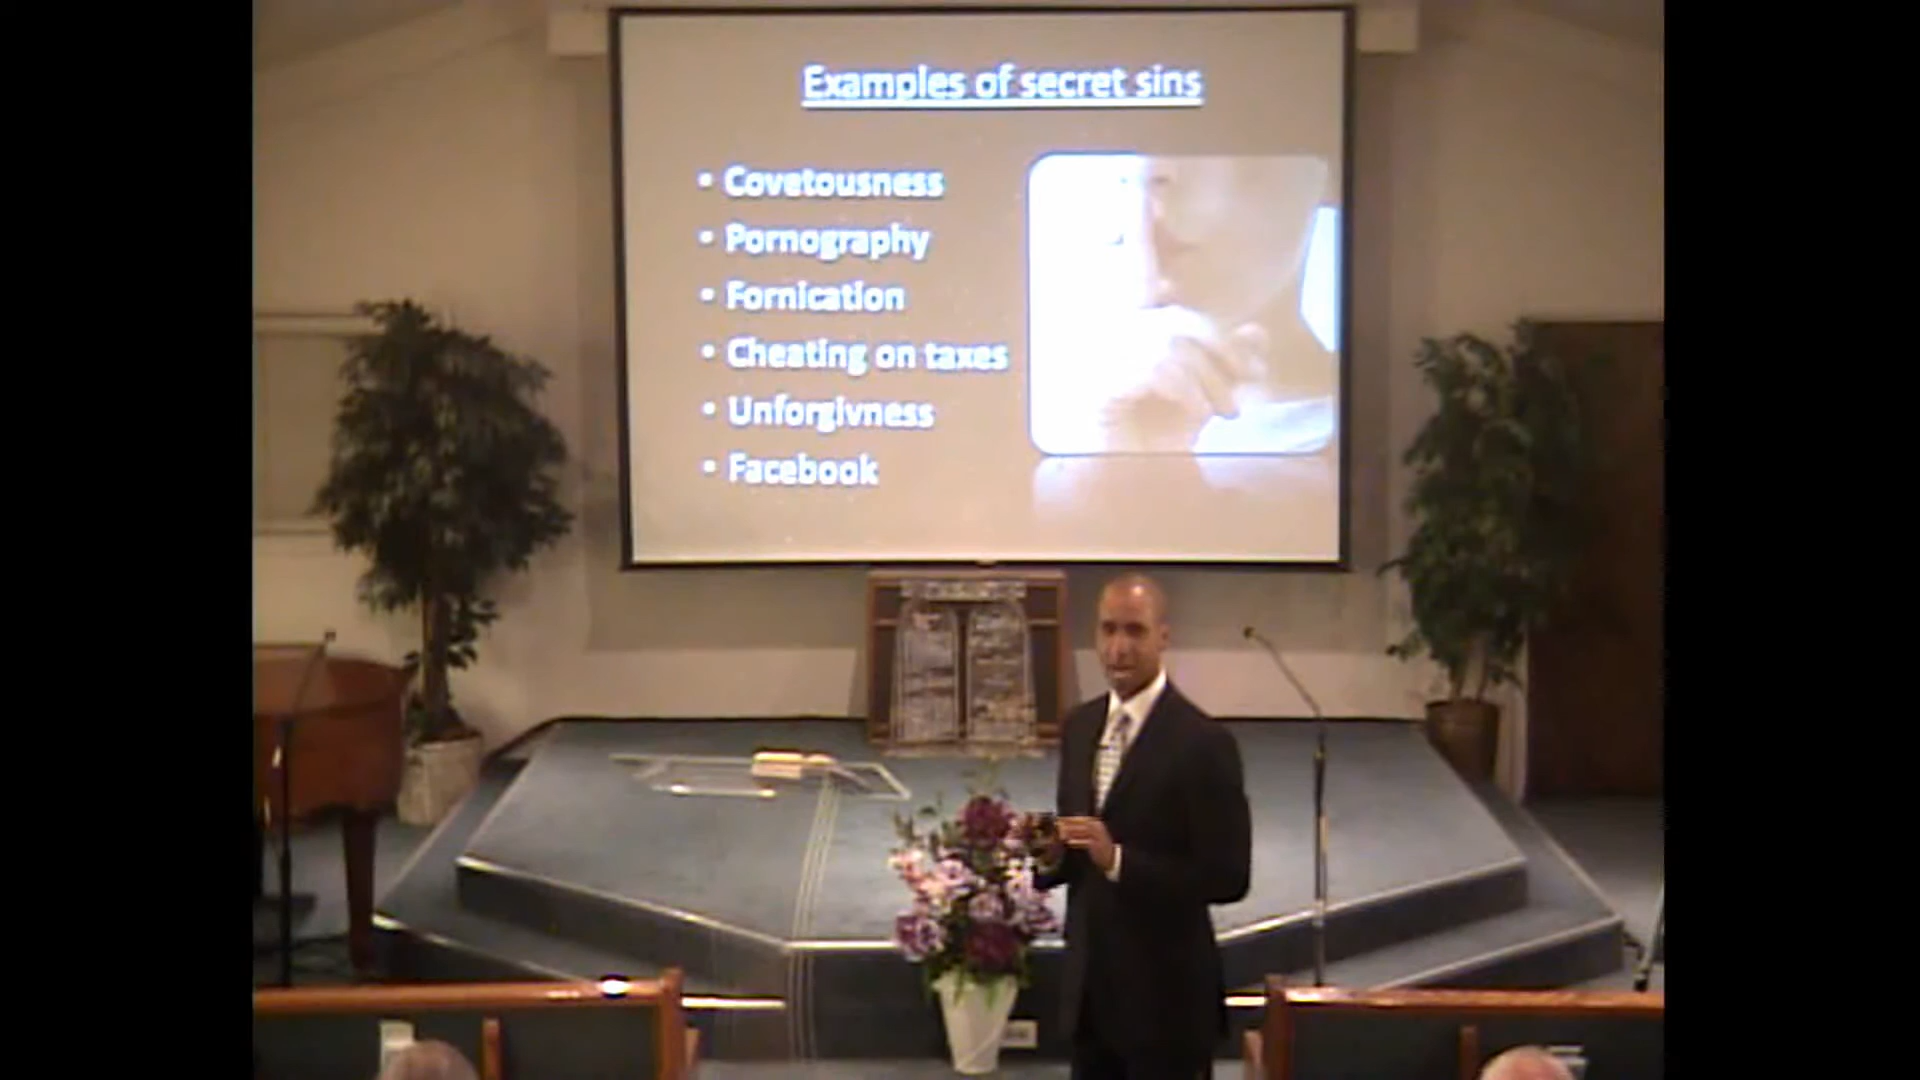 Examples of secret sins
• Covetousness
• Pornography
• Fornication
• Cheating on taxes
• Unforgivness
• Facebook